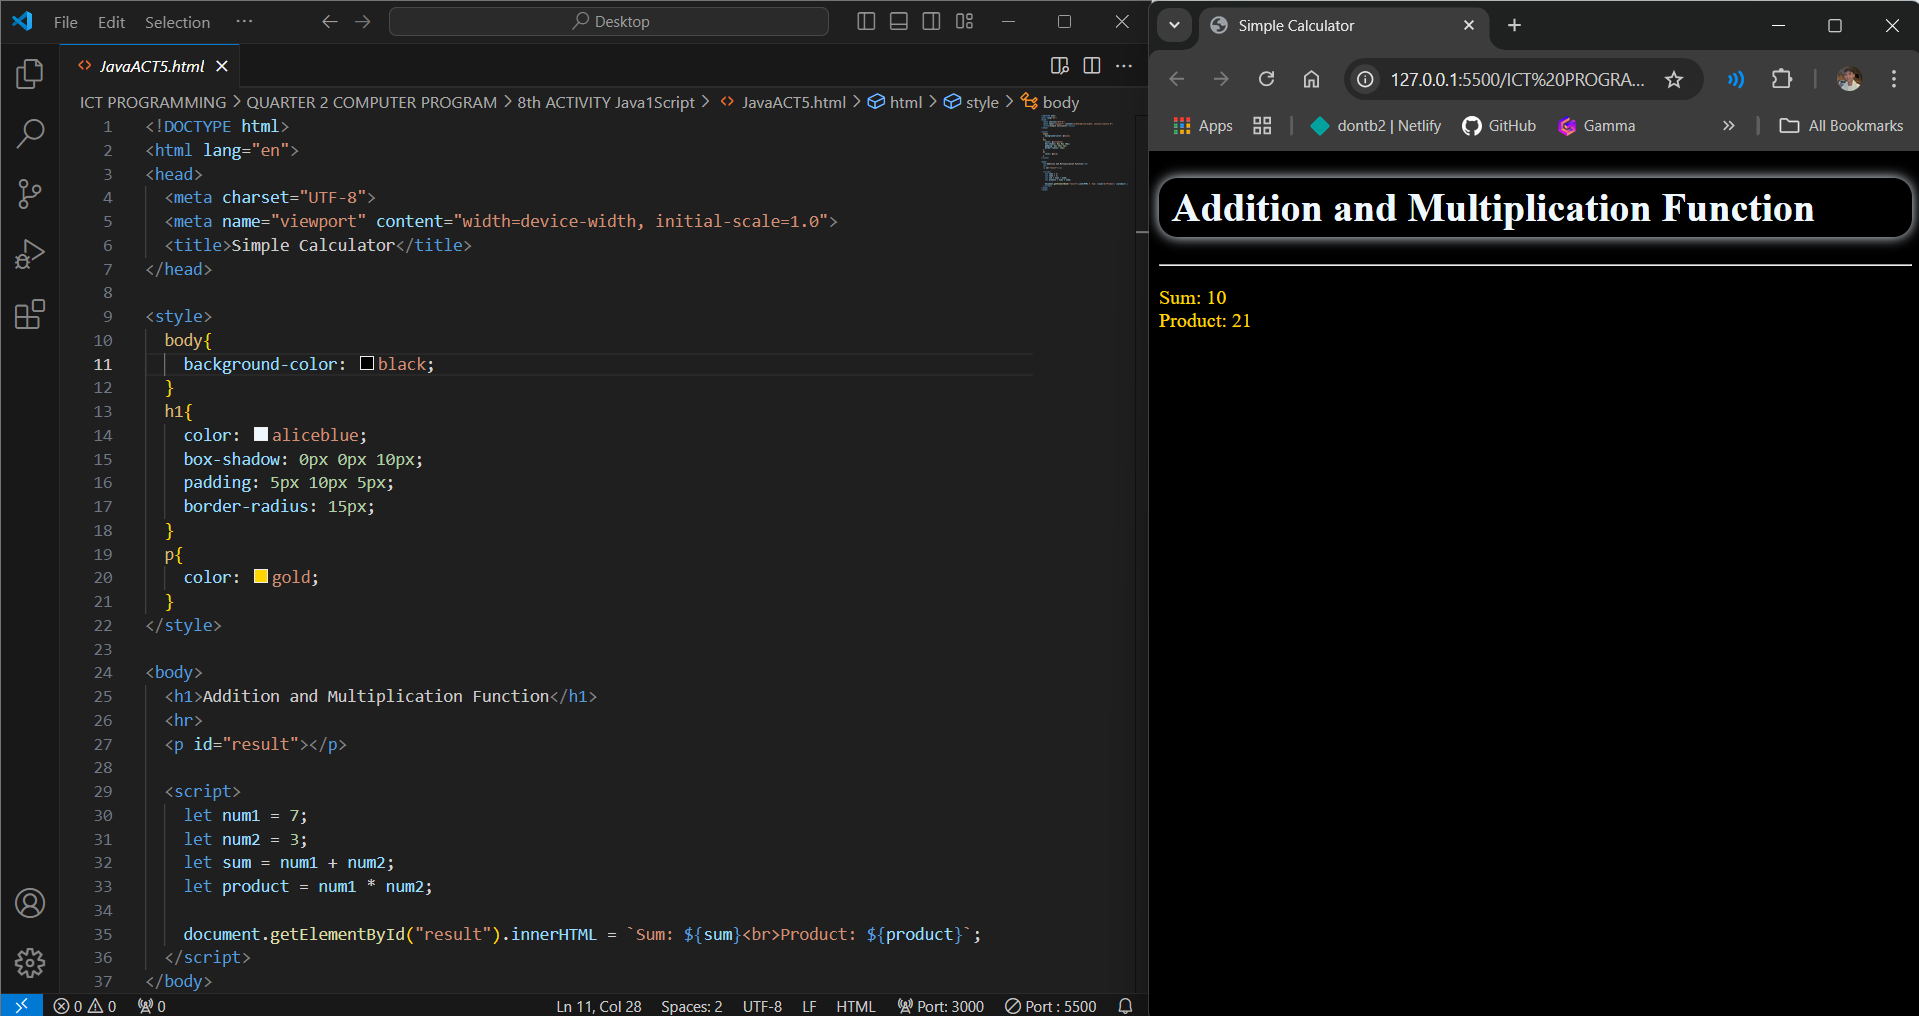 File Edit Selection ··· Desktop
JavaACT5.html
ICT PROGRAMMING > QUARTER 2 COMPUTER PROGRAM > 8th ACTIVITY Java1Script > JavaACT5.html > html > style > body
1 <!DOCTYPE html>
2 <html lang="en">
3 <head>
4 <meta charset="UTF-8">
5 <meta name="viewport" content="width=device-width, initial-scale=1.0">
6 <title>Simple Calculator</title>
7 </head>
8
9 <style>
10 body{
11 background-color: black;
12 }
13 h1{
14 color: aliceblue;
15 box-shadow: 0px 0px 10px;
16 padding: 5px 10px 5px;
17 border-radius: 15px;
18 }
19 p{
20 color: gold;
21 }
22 </style>
23
24 <body>
25 <h1>Addition and Multiplication Function</h1>
26 <hr>
27 <p id="result"></p>
28
29 <script>
30 let num1 = 7;
31 let num2 = 3;
32 let sum = num1 + num2;
33 let product = num1 * num2;
34
35 document.getElementById("result").innerHTML = `Sum: ${sum}<br>Product: ${product}`;
36 </script>
37 </body>
0 0 0 Ln 11, Col 28 Spaces: 2 UTF-8 LF HTML Port: 3000 Port : 5500
Simple Calculator
127.0.0.1:5500/ICT%20PROGRA...
Apps dontb2 | Netlify GitHub Gamma » All Bookmarks
Addition and Multiplication Function
Sum: 10
Product: 21